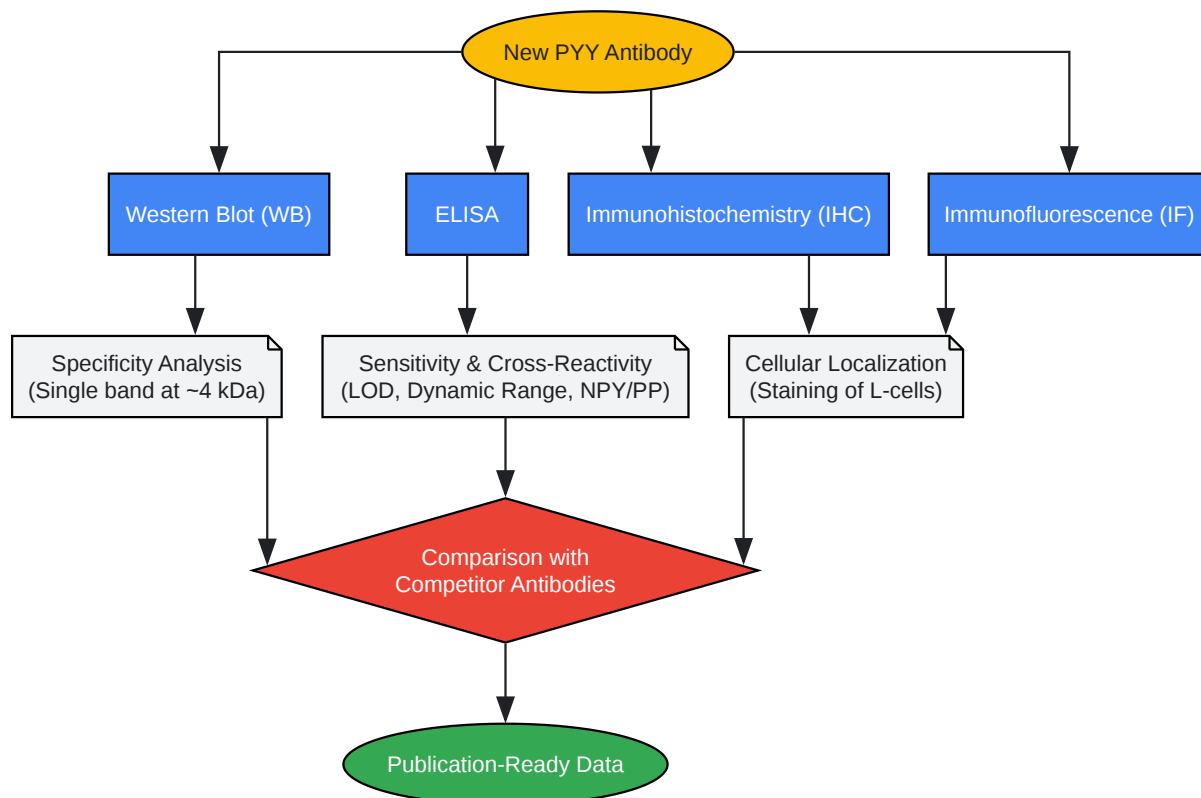 New PYY Antibody
Western Blot (WB)
ELISA
Immunohistochemistry (IHC)
Immunofluorescence (IF)
Specificity Analysis
(Single band at ~4 kDa)
Sensitivity & Cross-Reactivity
(LOD, Dynamic Range, NPY/PP)
Cellular Localization
(Staining of L-cells)
Comparison with
Competitor Antibodies
Publication-Ready Data